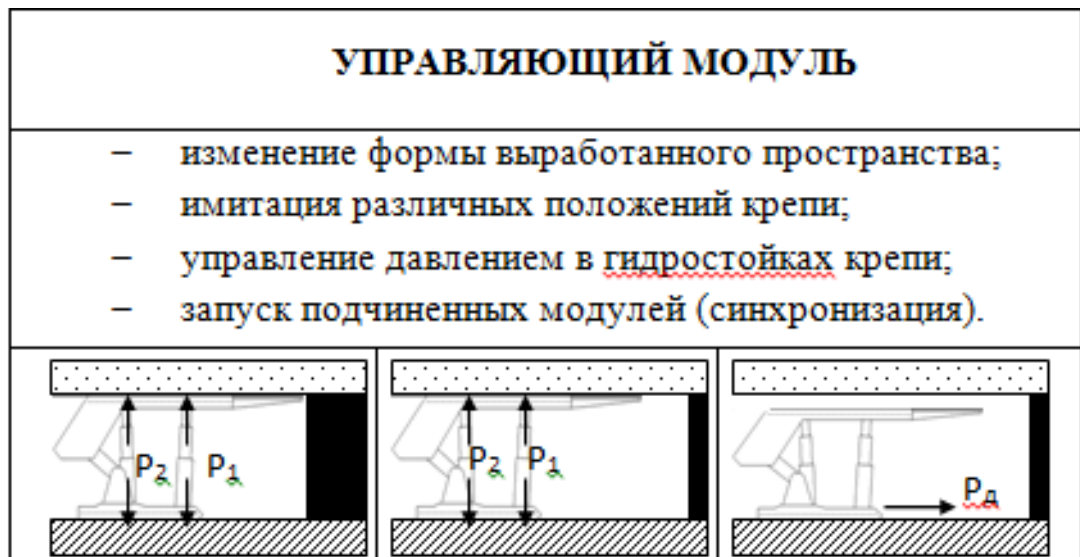 УПРАВЛЯЮЩИЙ МОДУЛЬ
– изменение формы выработанного пространства;
– имитация различных положений крепи;
– управление давлением в гидростойках крепи;
– запуск подчиненных модулей (синхронизация).
P2 P1
P2 P1
Pд